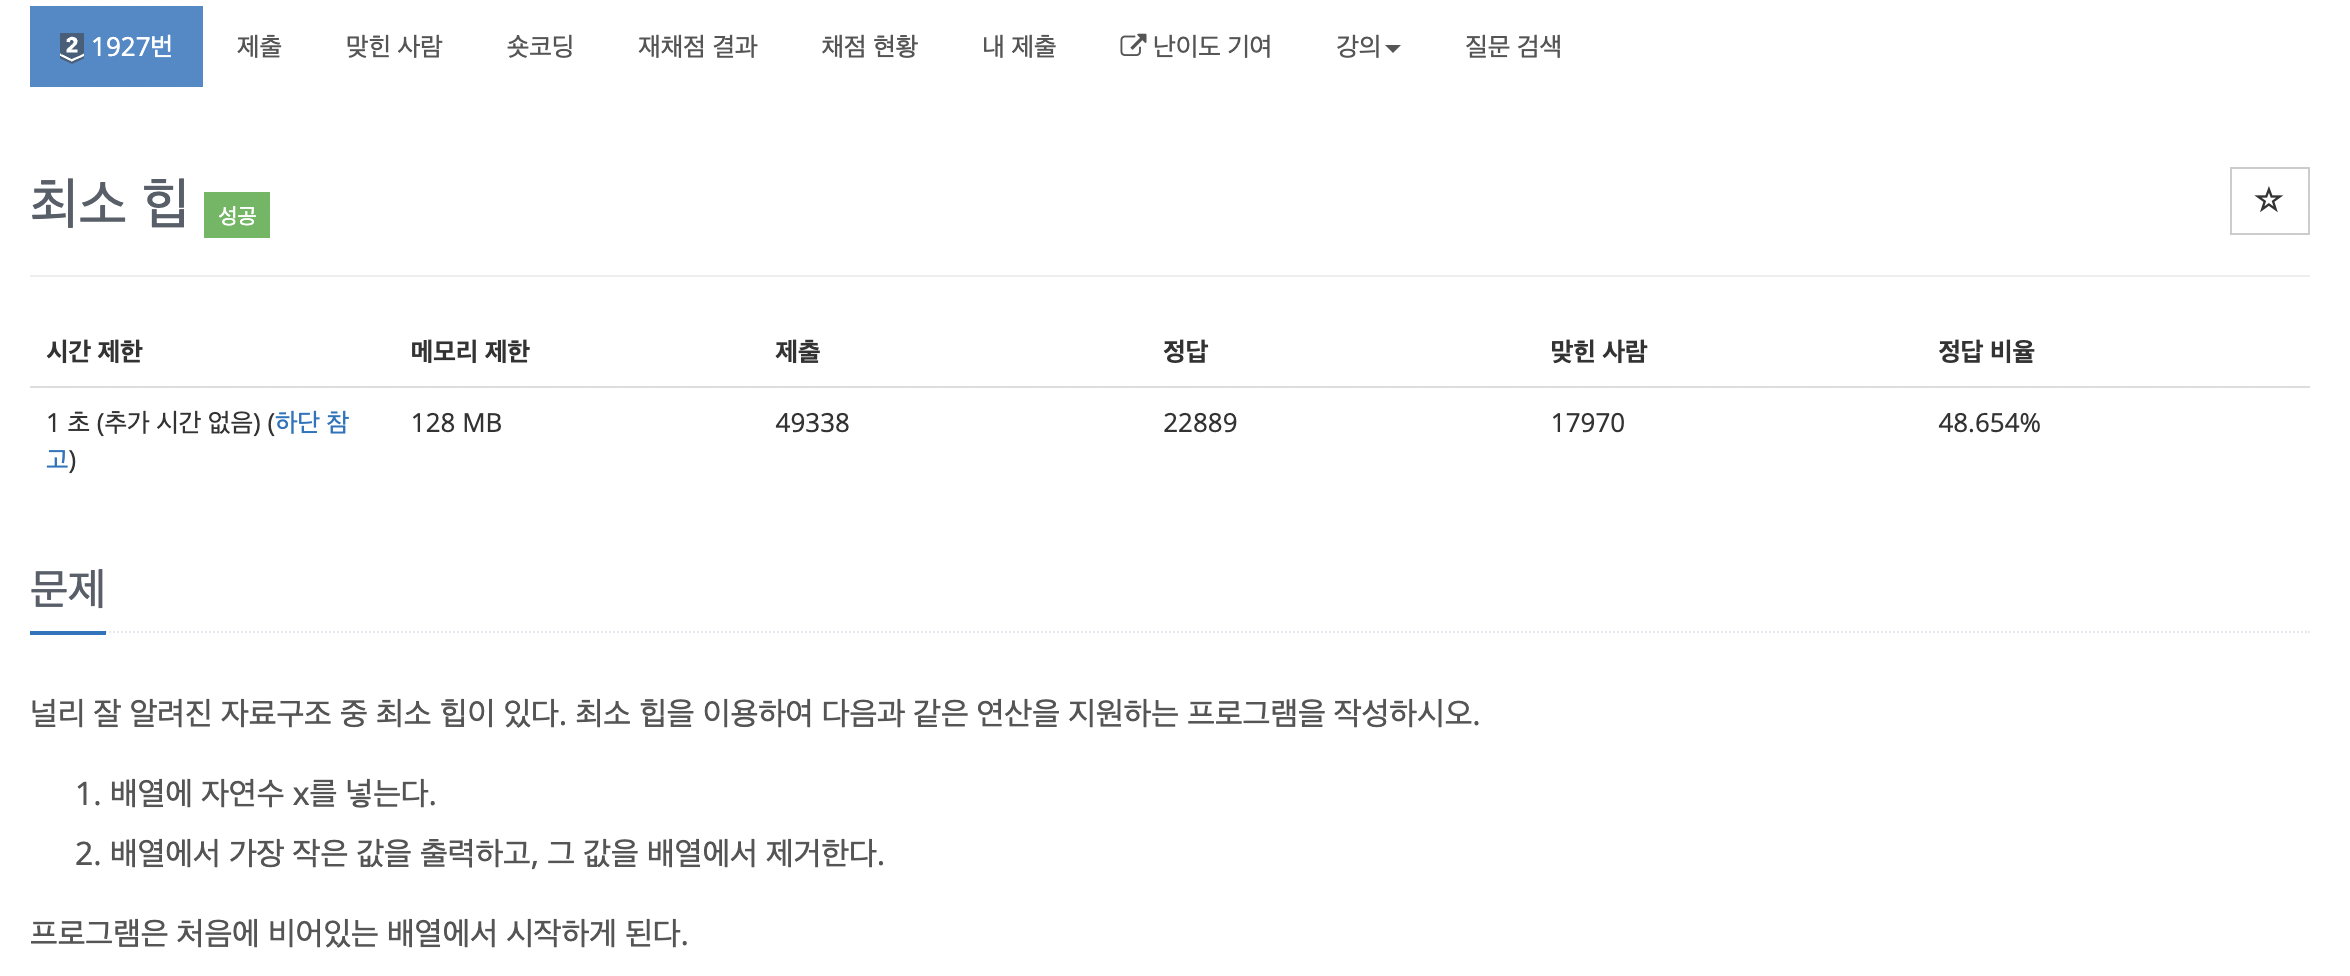 2 1927번 제출 맞힌 사람 숏코딩 재채점 결과 채점 현황 내 제출 난이도 기여 강의 질문 검색
최소 힙 성공
시간 제한 메모리 제한 제출 정답 맞힌 사람 정답 비율
1 초 (추가 시간 없음) (하단 참 128 MB 49338 22889 17970 48.654%
고)
문제
널리 잘 알려진 자료구조 중 최소 힙이 있다. 최소 힙을 이용하여 다음과 같은 연산을 지원하는 프로그램을 작성하시오.
1. 배열에 자연수 x를 넣는다.
2. 배열에서 가장 작은 값을 출력하고, 그 값을 배열에서 제거한다.
프로그램은 처음에 비어있는 배열에서 시작하게 된다.